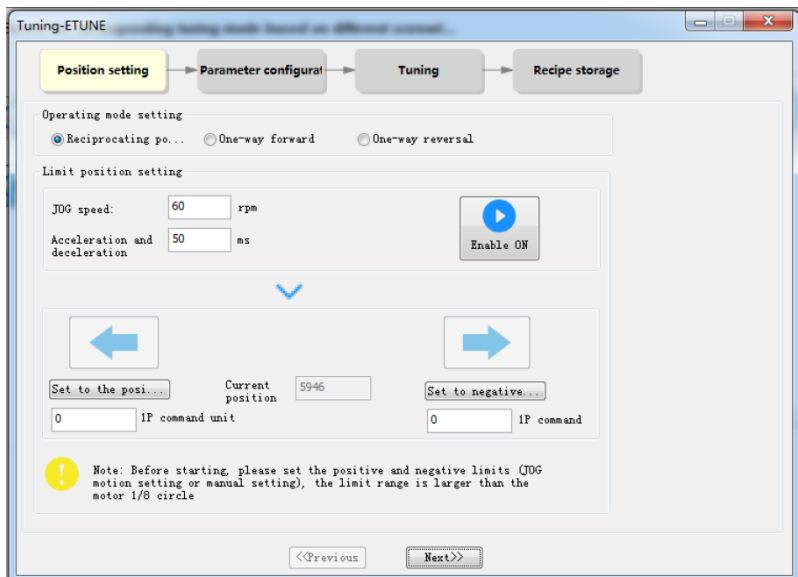 Tuning-ETUNE
Position setting
Parameter configurat
Tuning
Recipe storage
Operating mode setting
Reciprocating po...
One-way forward
One-way reversal
Limit position setting
JOG speed:
60
rpm
Acceleration and
deceleration
50
ms
Enable ON
Set to the posi...
Current
position
5946
Set to negative...
0
1P command unit
0
1P command
Note: Before starting, please set the positive and negative limits (JOG
motion setting or manual setting), the limit range is larger than the
motor 1/8 circle
<<Previous
Next>>